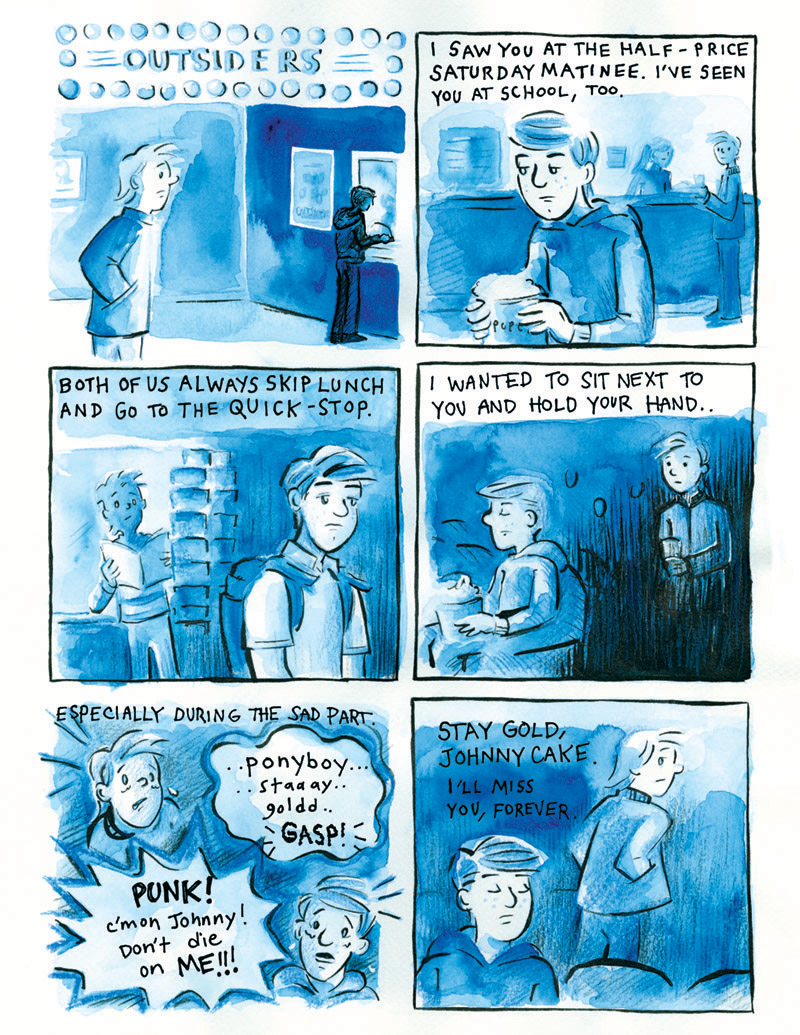 OUTSIDERS
I SAW YOU AT THE HALF-PRICE
SATURDAY MATINEE. I'VE SEEN
YOU AT SCHOOL, TOO.
BOTH OF US ALWAYS SKIP LUNCH
AND GO TO THE QUICK-STOP.
I WANTED TO SIT NEXT TO
YOU AND HOLD YOUR HAND..
ESPECIALLY DURING THE SAD PART.
..ponyboy...
..staaay..
goldd..
GASP!
PUNK!
c'mon Johnny!
Don't die
on ME!!!
STAY GOLD,
JOHNNY CAKE.
I'LL MISS
YOU, FOREVER.